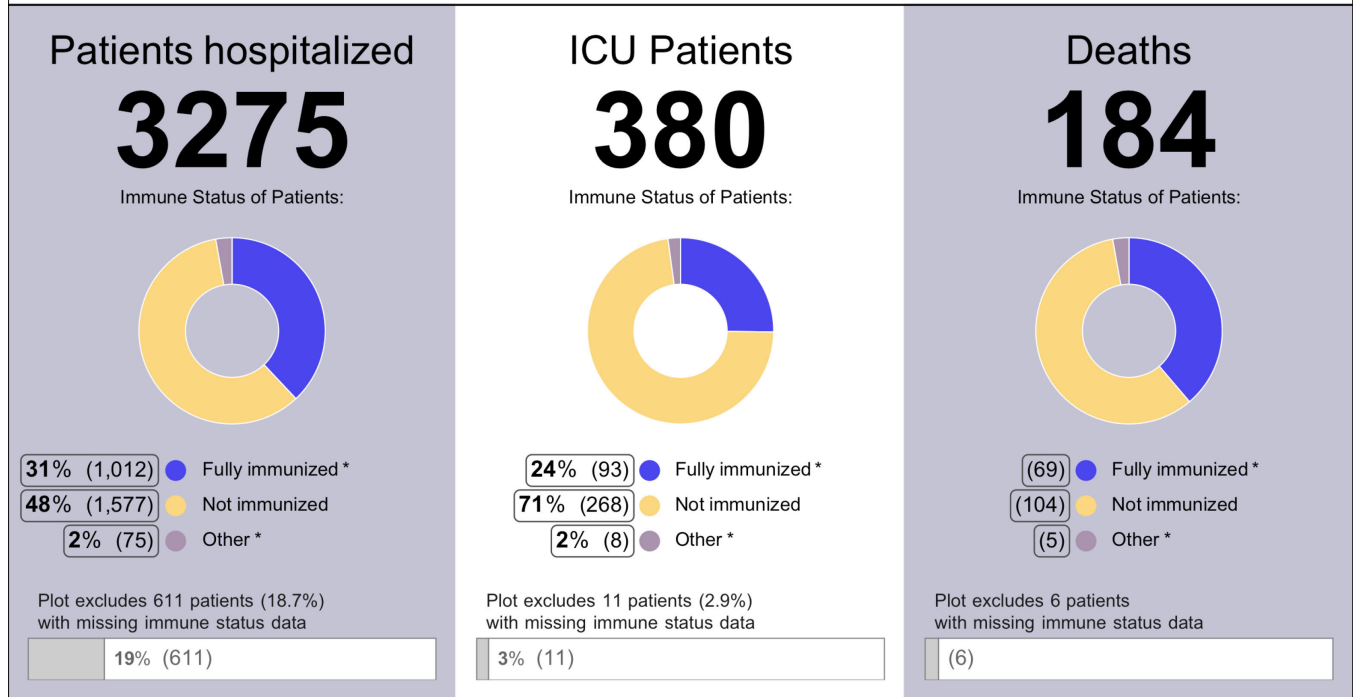 Patients hospitalized
3275
Immune Status of Patients:
31% (1,012) Fully immunized *
48% (1,577) Not immunized
2% (75) Other *
Plot excludes 611 patients (18.7%)
with missing immune status data
19% (611)
ICU Patients
380
Immune Status of Patients:
24% (93) Fully immunized *
71% (268) Not immunized
2% (8) Other *
Plot excludes 11 patients (2.9%)
with missing immune status data
3% (11)
Deaths
184
Immune Status of Patients:
(69) Fully immunized *
(104) Not immunized
(5) Other *
Plot excludes 6 patients
with missing immune status data
(6)